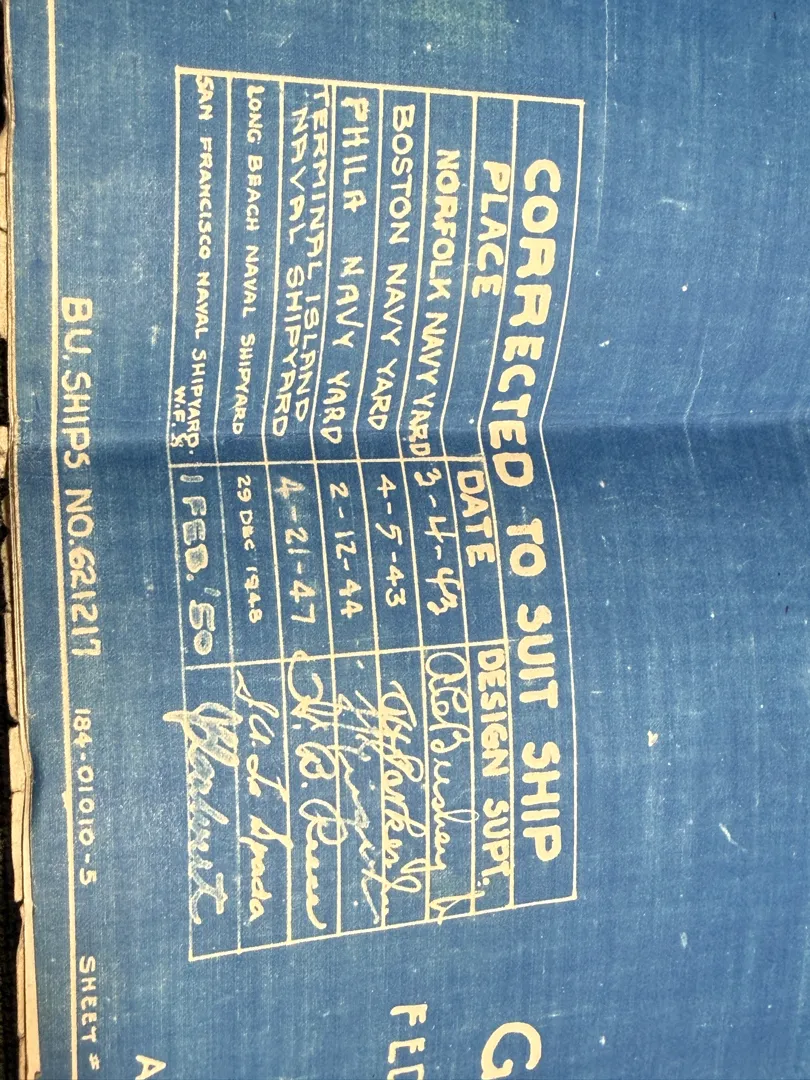 CORRECTED TO SUIT SHIP
PLACE DATE DESIGN SUPT.
NORFOLK NAVY YARD 3-4-43
BOSTON NAVY YARD 4-5-43
PHILA NAVY YARD 2-12-44
TERMINAL ISLAND
NAVAL SHIPYARD 4-21-47
LONG BEACH NAVAL SHIPYARD 29 DEC 1948
SAN FRANCISCO NAVAL SHIPYARD. 1 FEB. '50
BU. SHIPS NO. 621217 184-01010-5 SHEET #
G
FED
A